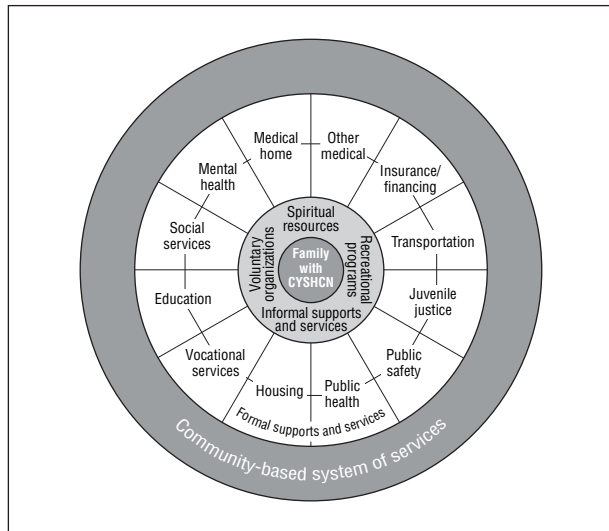 Medical
home
Other
medical
Mental
health
Insurance/
financing
Social
services
Spiritual
resources
Transportation
Voluntary
organizations
Family
with
CYSHCN
Recreational
programs
Education
Informal supports
and services
Juvenile
justice
Vocational
services
Public
safety
Housing
Public
health
Formal supports and services
Community-based system of services